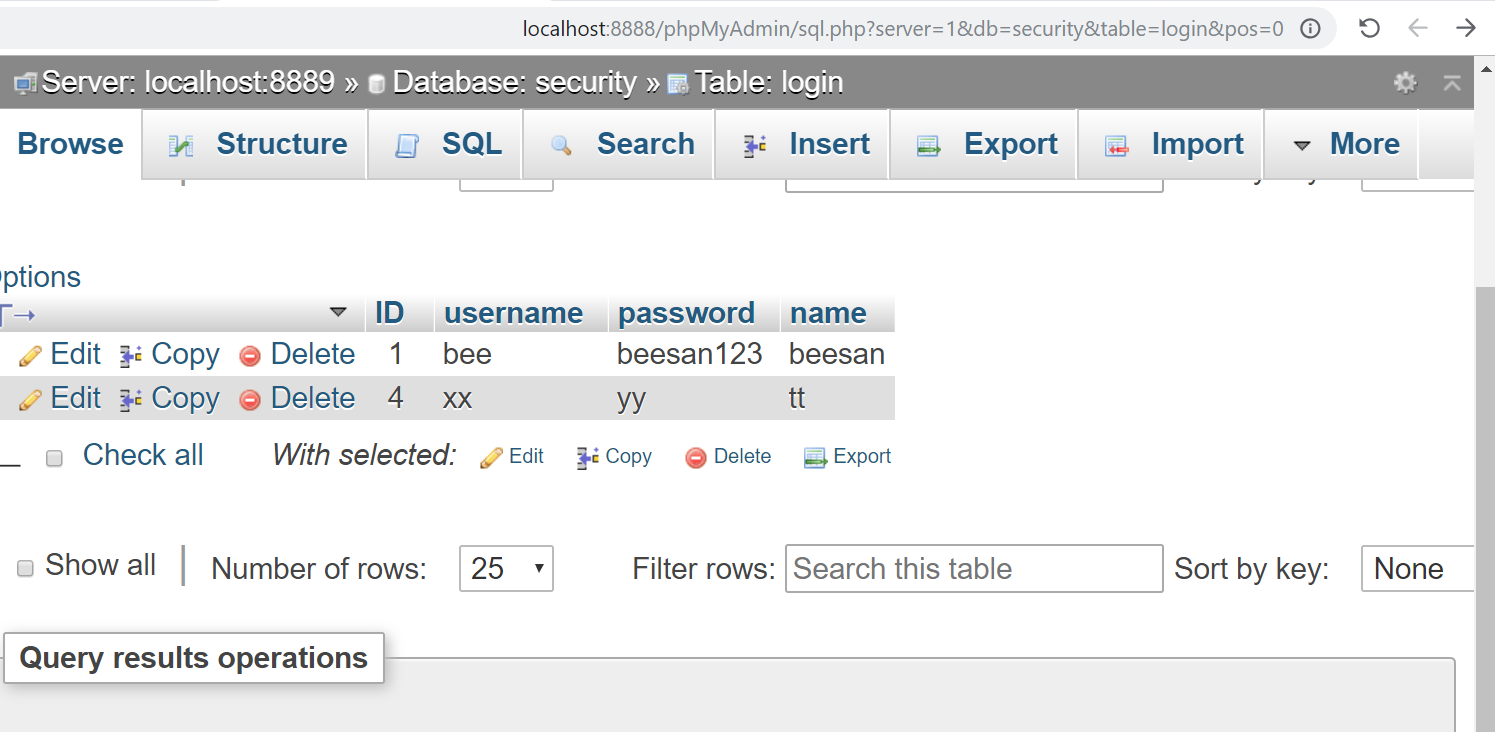 localhost:8888/phpMyAdmin/sql.php?server=1&db=security&table=login&pos=0
Server: localhost:8889 » Database: security » Table: login
Browse Structure SQL Search Insert Export Import More
ptions
ID username password name
Edit Copy Delete 1 bee beesan123 beesan
Edit Copy Delete 4 xx yy tt
Check all With selected: Edit Copy Delete Export
Show all Number of rows: 25 Filter rows: Search this table Sort by key: None
Query results operations